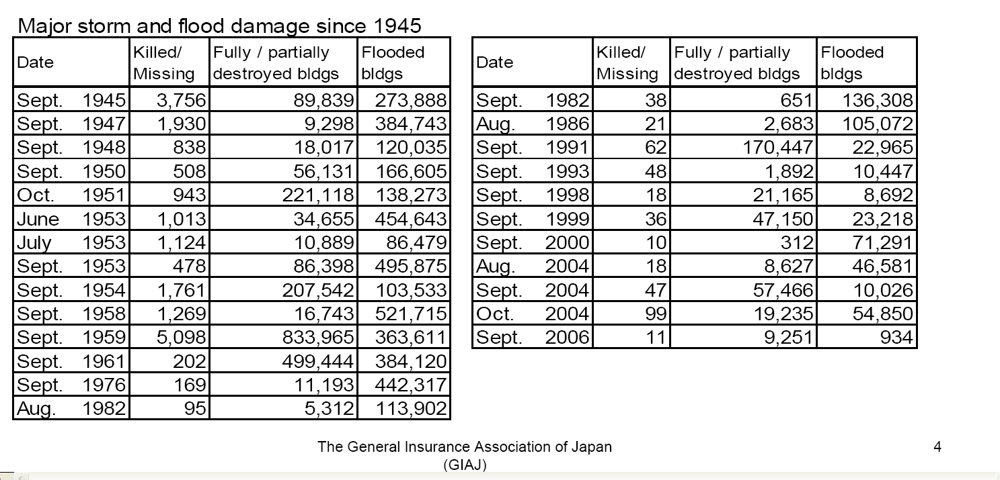 Major storm and flood damage since 1945
Date Killed/ Missing Fully / partially destroyed bldgs Flooded bldgs
Sept. 1945 3,756 89,839 273,888
Sept. 1947 1,930 9,298 384,743
Sept. 1948 838 18,017 120,035
Sept. 1950 508 56,131 166,605
Oct. 1951 943 221,118 138,273
June 1953 1,013 34,655 454,643
July 1953 1,124 10,889 86,479
Sept. 1953 478 86,398 495,875
Sept. 1954 1,761 207,542 103,533
Sept. 1958 1,269 16,743 521,715
Sept. 1959 5,098 833,965 363,611
Sept. 1961 202 499,444 384,120
Sept. 1976 169 11,193 442,317
Aug. 1982 95 5,312 113,902
Date Killed/ Missing Fully / partially destroyed bldgs Flooded bldgs
Sept. 1982 38 651 136,308
Aug. 1986 21 2,683 105,072
Sept. 1991 62 170,447 22,965
Sept. 1993 48 1,892 10,447
Sept. 1998 18 21,165 8,692
Sept. 1999 36 47,150 23,218
Sept. 2000 10 312 71,291
Aug. 2004 18 8,627 46,581
Sept. 2004 47 57,466 10,026
Oct. 2004 99 19,235 54,850
Sept. 2006 11 9,251 934
The General Insurance Association of Japan
(GIAJ)
4